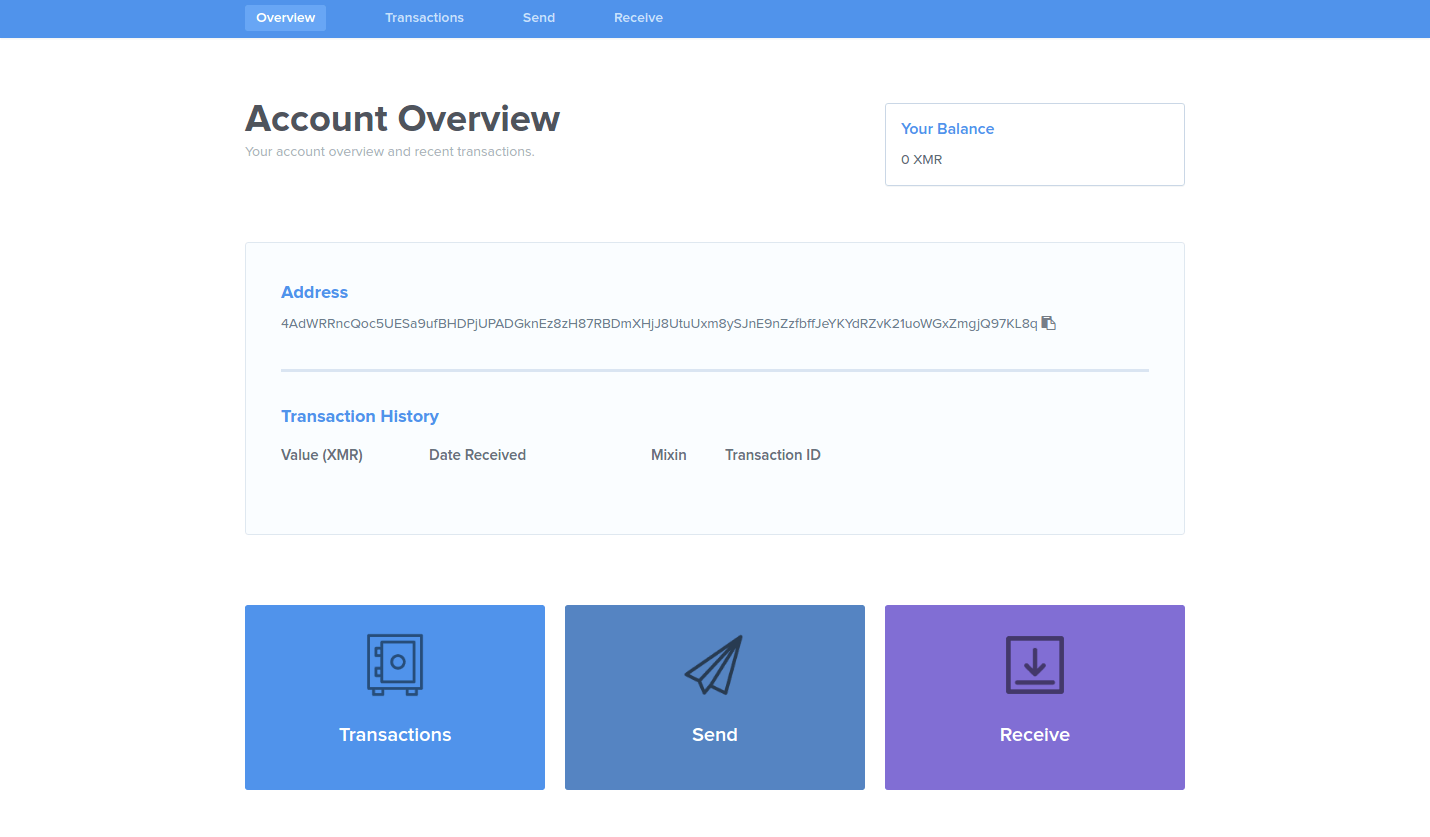 Overview Transactions Send Receive
Account Overview
Your account overview and recent transactions.
Your Balance
0 XMR
Address
4AdWRRncQoc5UESa9ufBHDPjUPADGknEz8zH87RBDmXHjJ8UtuUxm8ySJnE9nZzfbffJeYKYdRZvK21uoWGxZmgjQ97KL8q
Transaction History
Value (XMR) Date Received Mixin Transaction ID
Transactions
Send
Receive